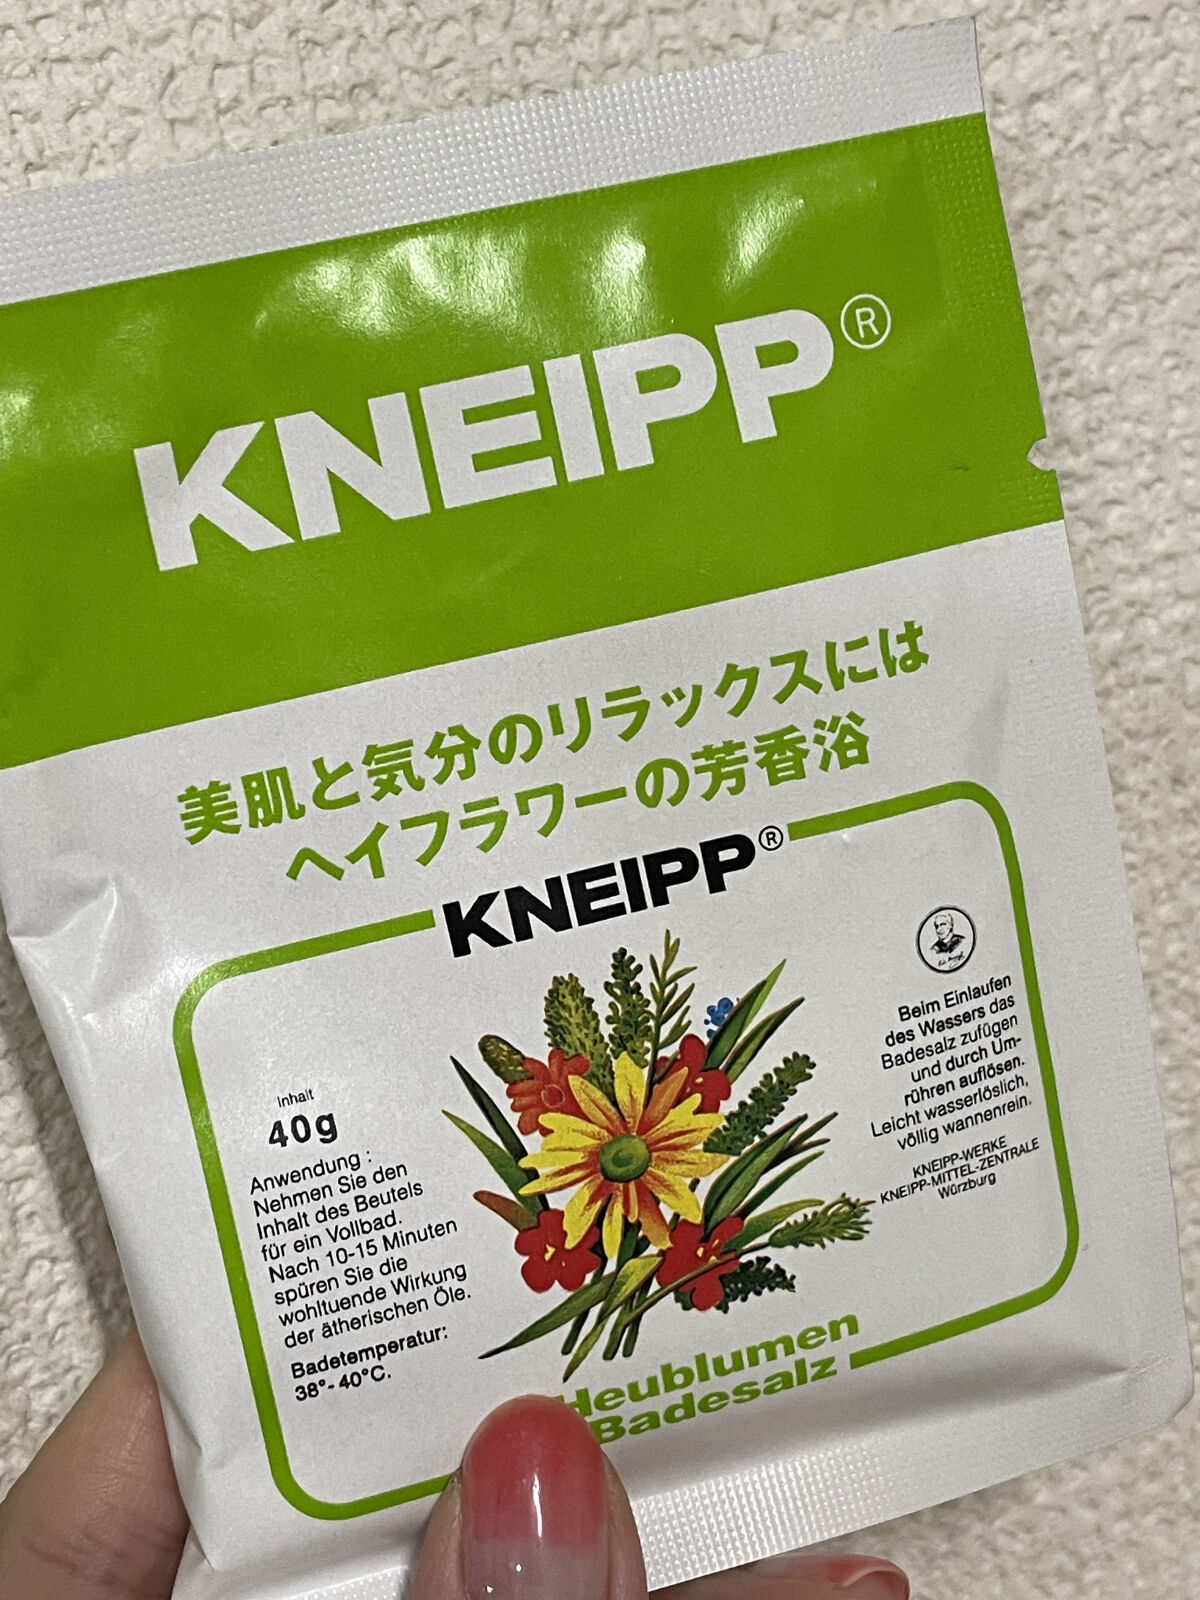 KNEIPP®
美肌と気分のリラックスには
ヘイフラワーの芳香浴
KNEIPP®
Inhalt
40g
Anwendung :
Nehmen Sie den
Inhalt des Beutels
für ein Vollbad.
Nach 10-15 Minuten
spüren Sie die
wohltuende Wirkung
der ätherischen Öle.
Badetemperatur:
38°- 40°C.
Beim Einlaufen
des Wassers das
Badesalz zufügen
und durch Um-
rühren auflösen.
Leicht wasserlöslich,
völlig wannenrein.
KNEIPP-WERKE
KNEIPP-MITTEL-ZENTRALE
Würzburg
Heublumen
Badesalz